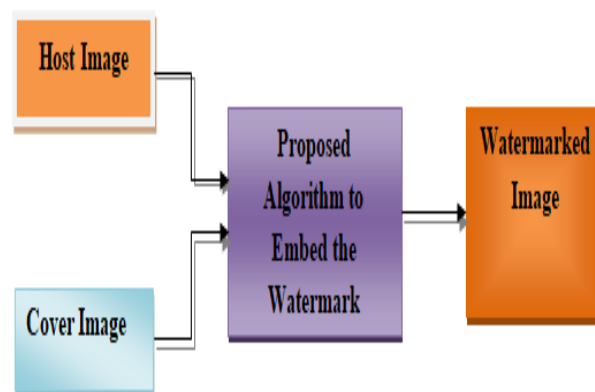 Host Image
Proposed
Algorithm to
Embed the
Watermark
Watermarked
Image
Cover Image